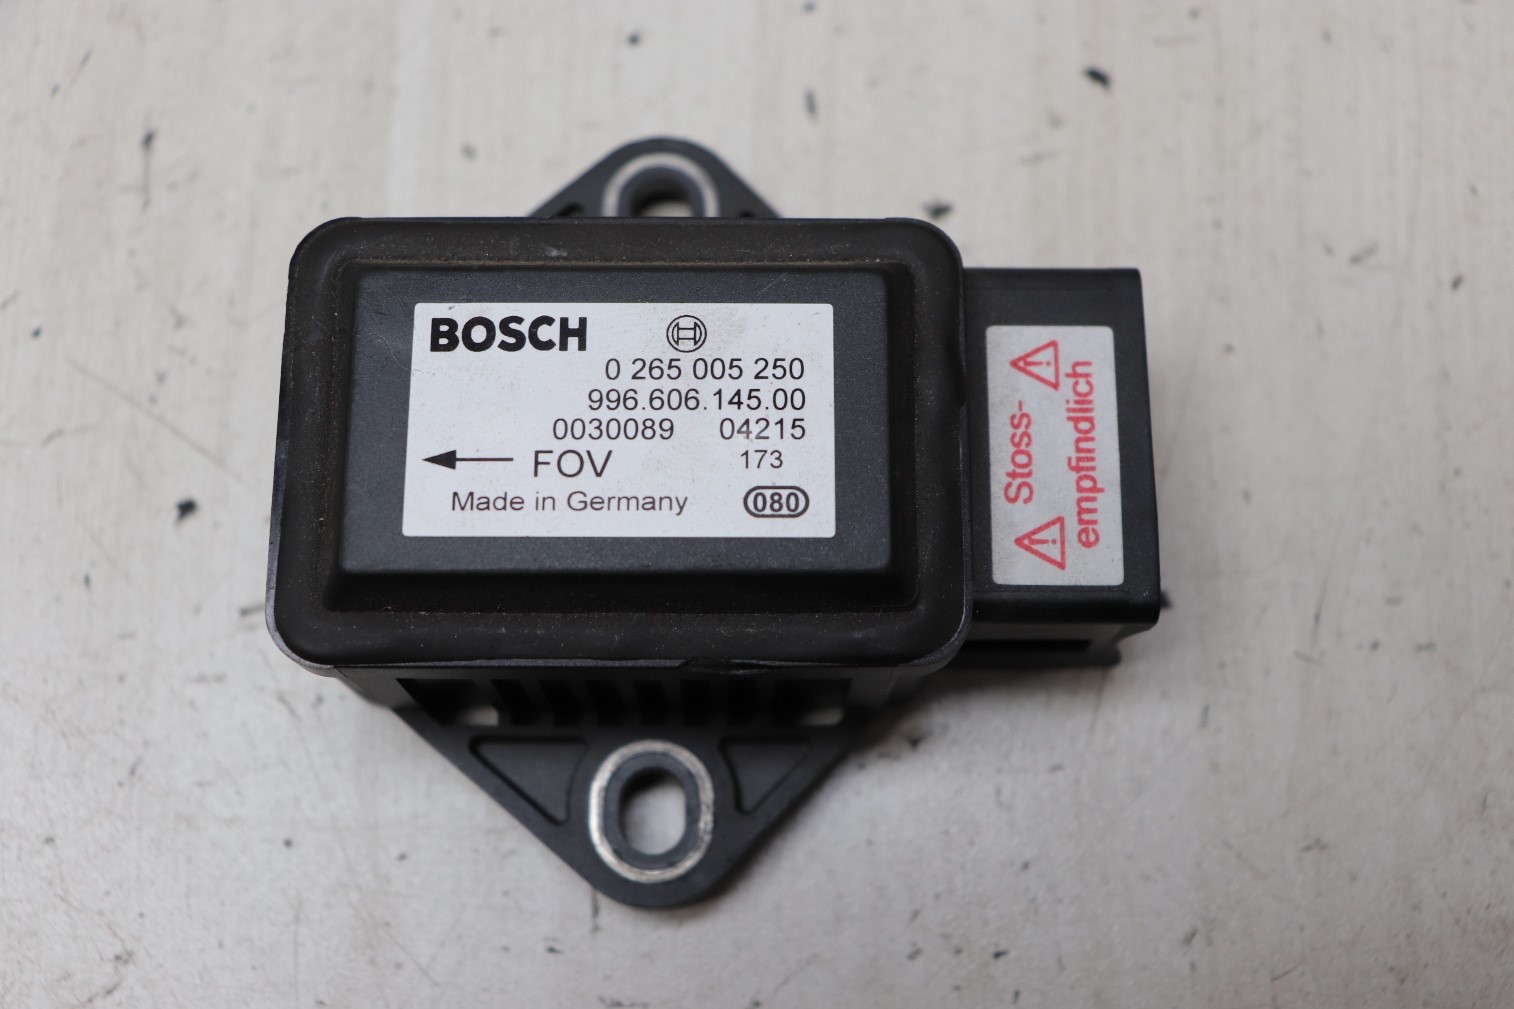 BOSCH
0 265 005 250
996.606.145.00
0030089 04215
FOV 173
Made in Germany 080
Stoss-
empfindlich